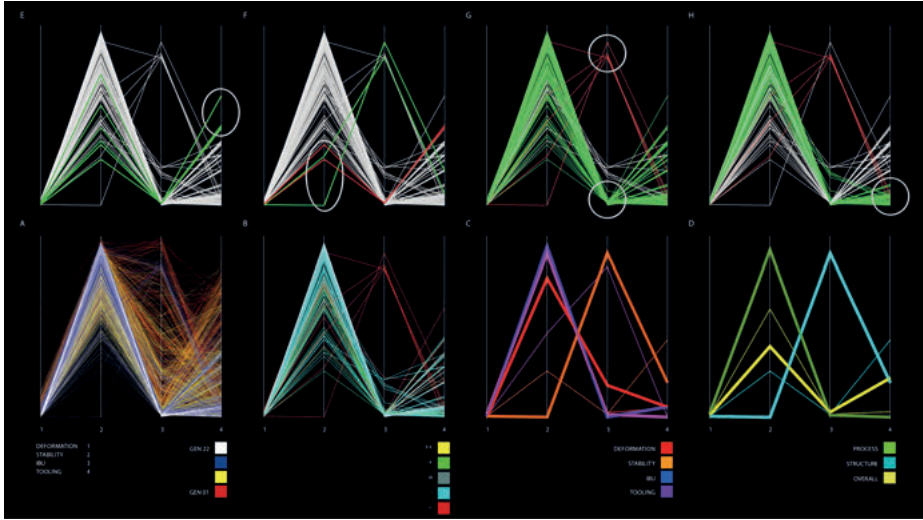 E
F
G
H
A
B
C
D
1 2 3 4
1 2 3 4
1 2 3 4
1 2 3 4
DEFORMATION 1
STABILITY 2
IBU 3
TOOLING 4
GEN 22
GEN 01
++
+
=
-
DEFORMATION
STABILITY
IBU
TOOLING
PROCESS
STRUCTURE
OVERALL